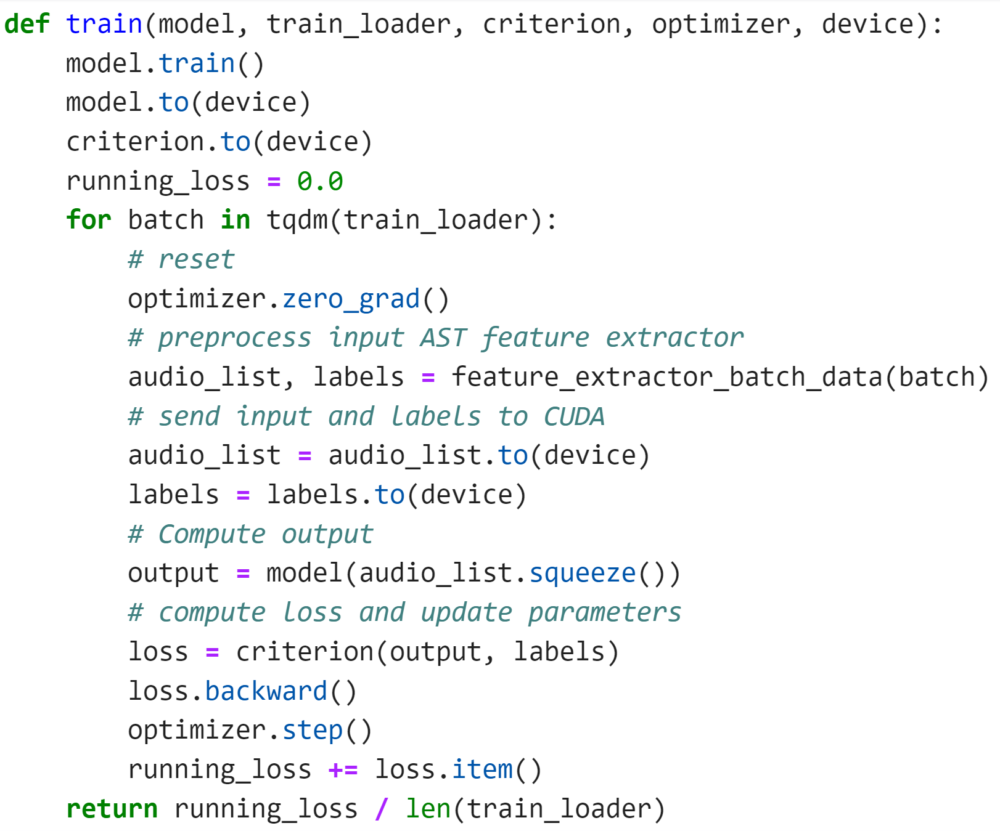 def train(model, train_loader, criterion, optimizer, device):
    model.train()
    model.to(device)
    criterion.to(device)
    running_loss = 0.0
    for batch in tqdm(train_loader):
        # reset
        optimizer.zero_grad()
        # preprocess input AST feature extractor
        audio_list, labels = feature_extractor_batch_data(batch)
        # send input and labels to CUDA
        audio_list = audio_list.to(device)
        labels = labels.to(device)
        # Compute output
        output = model(audio_list.squeeze())
        # compute loss and update parameters
        loss = criterion(output, labels)
        loss.backward()
        optimizer.step()
        running_loss += loss.item()
    return running_loss / len(train_loader)